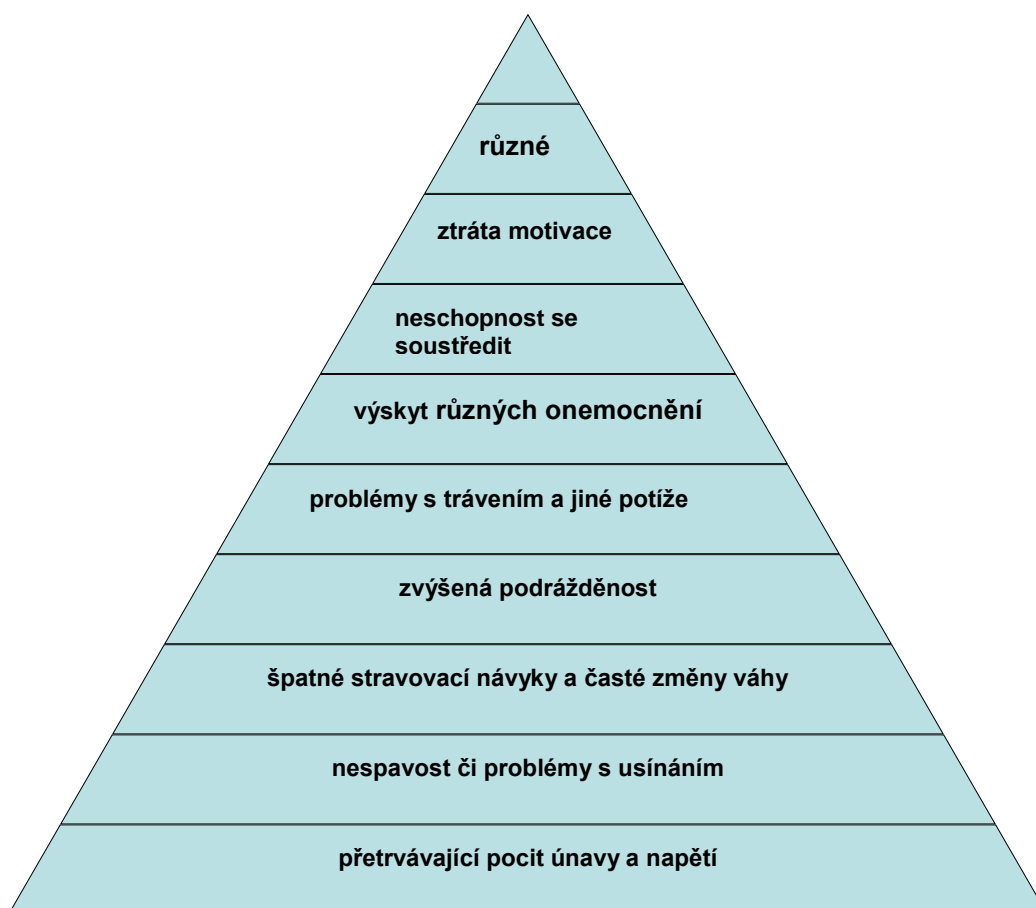 různé
ztráta motivace
neschopnost se
soustředit
výskyt různých onemocnění
problémy s trávením a jiné potíže
zvýšená podrážděnost
špatné stravovací návyky a časté změny váhy
nespavost či problémy s usínáním
přetrvávající pocit únavy a napětí